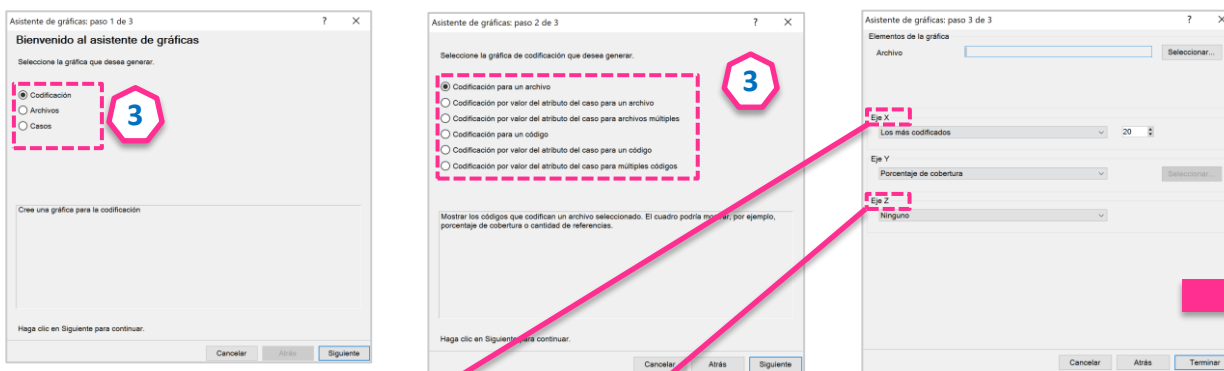 Asistente de gráficas: paso 1 de 3
Bienvenido al asistente de gráficas
Seleccione la gráfica que desea generar.
Codificación
Archivos
Casos
3
Cree una gráfica para la codificación
Haga clic en Siguiente para continuar.
Cancelar Atrás Siguiente
Asistente de gráficas: paso 2 de 3
Seleccione la gráfica de codificación que desea generar.
Codificación para un archivo
Codificación por valor del atributo del caso para un archivo
Codificación por valor del atributo del caso para archivos múltiples
Codificación para un código
Codificación por valor del atributo del caso para un código
Codificación por valor del atributo del caso para múltiples códigos
3
Mostrar los códigos que codifican un archivo seleccionado. El cuadro podría mostrar, por ejemplo,
porcentaje de cobertura o cantidad de referencias.
Haga clic en Siguiente para continuar.
Cancelar Atrás Siguiente
Asistente de gráficas: paso 3 de 3
Elementos de la gráfica
Archivo Seleccionar...
Eje X
Los más codificados 20
Eje Y
Porcentaje de cobertura Seleccionar...
Eje Z
Ninguno
Cancelar Atrás Terminar